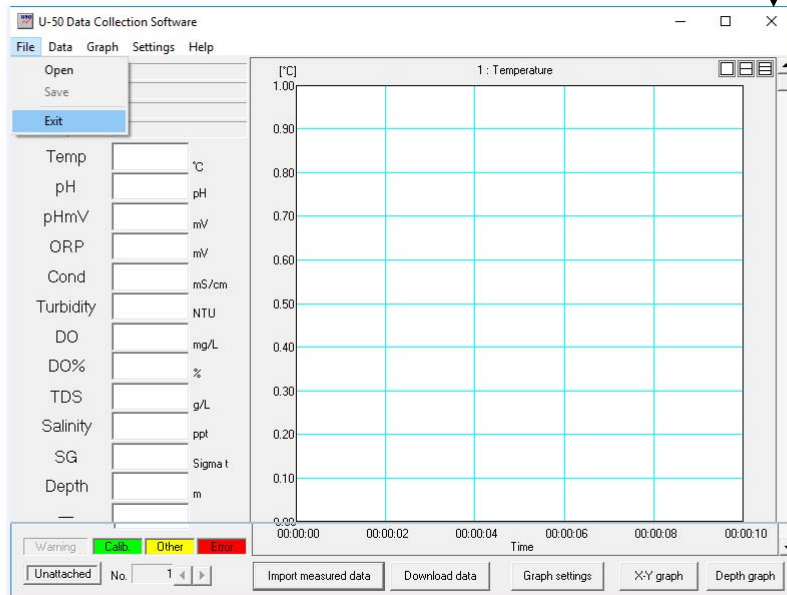 U-50 Data Collection Software
File Data Graph Settings Help
Open
Save
Exit
[°C] 1 : Temperature
1.00
0.90
0.80
0.70
0.60
0.50
0.40
0.30
0.20
0.10
0.00
Temp °C
pH pH
pHmV mV
ORP mV
Cond mS/cm
Turbidity NTU
DO mg/L
DO% %
TDS g/L
Salinity ppt
SG Sigma t
Depth m
00:00:00 00:00:02 00:00:04 00:00:06 00:00:08 00:00:10
Time
Warning Calib. Other Error
Unattached No. 1
Import measured data Download data Graph settings X-Y graph Depth graph